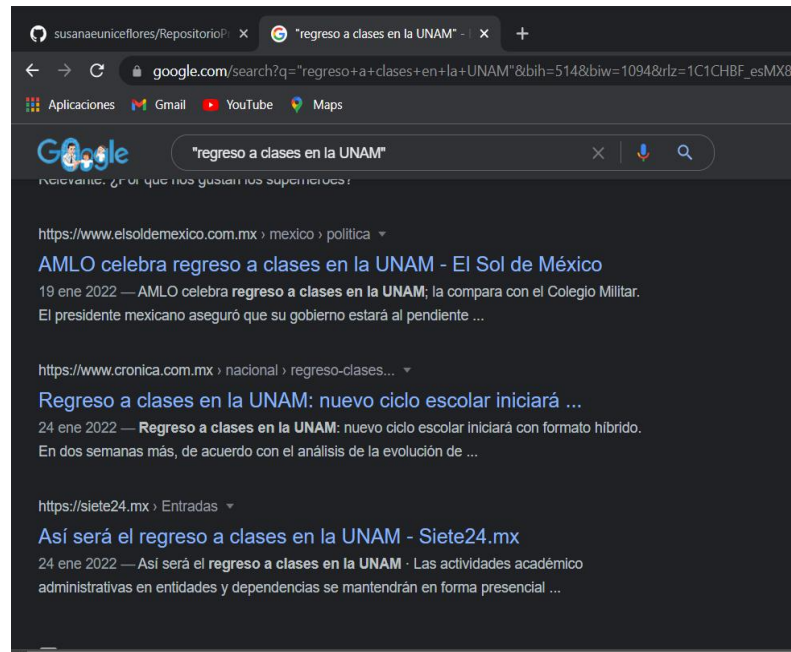 susanaeuniceflores/RepositorioP
"regreso a clases en la UNAM" -
google.com/search?q="regreso+a+clases+en+la+UNAM"&bih=514&biw=1094&rlz=1C1CHBF_esMX8
Aplicaciones Gmail YouTube Maps
Google
"regreso a clases en la UNAM"
Relevante: ¿Por qué nos gustan los superhéroes?
https://www.elsoldemexico.com.mx › mexico › politica
AMLO celebra regreso a clases en la UNAM - El Sol de México
19 ene 2022 — AMLO celebra regreso a clases en la UNAM; la compara con el Colegio Militar.
El presidente mexicano aseguró que su gobierno estará al pendiente ...
https://www.cronica.com.mx › nacional › regreso-clases...
Regreso a clases en la UNAM: nuevo ciclo escolar iniciará ...
24 ene 2022 — Regreso a clases en la UNAM: nuevo ciclo escolar iniciará con formato híbrido.
En dos semanas más, de acuerdo con el análisis de la evolución de ...
https://siete24.mx › Entradas
Así será el regreso a clases en la UNAM - Siete24.mx
24 ene 2022 — Así será el regreso a clases en la UNAM · Las actividades académico
administrativas en entidades y dependencias se mantendrán en forma presencial ...